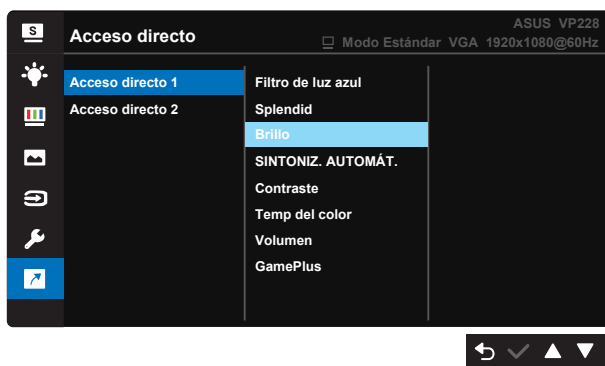 S
Acceso directo
ASUS VP228
Modo Estándar VGA 1920x1080@60Hz
Acceso directo 1
Acceso directo 2
Filtro de luz azul
Splendid
Brillo
SINTONIZ. AUTOMÁT.
Contraste
Temp del color
Volumen
GamePlus